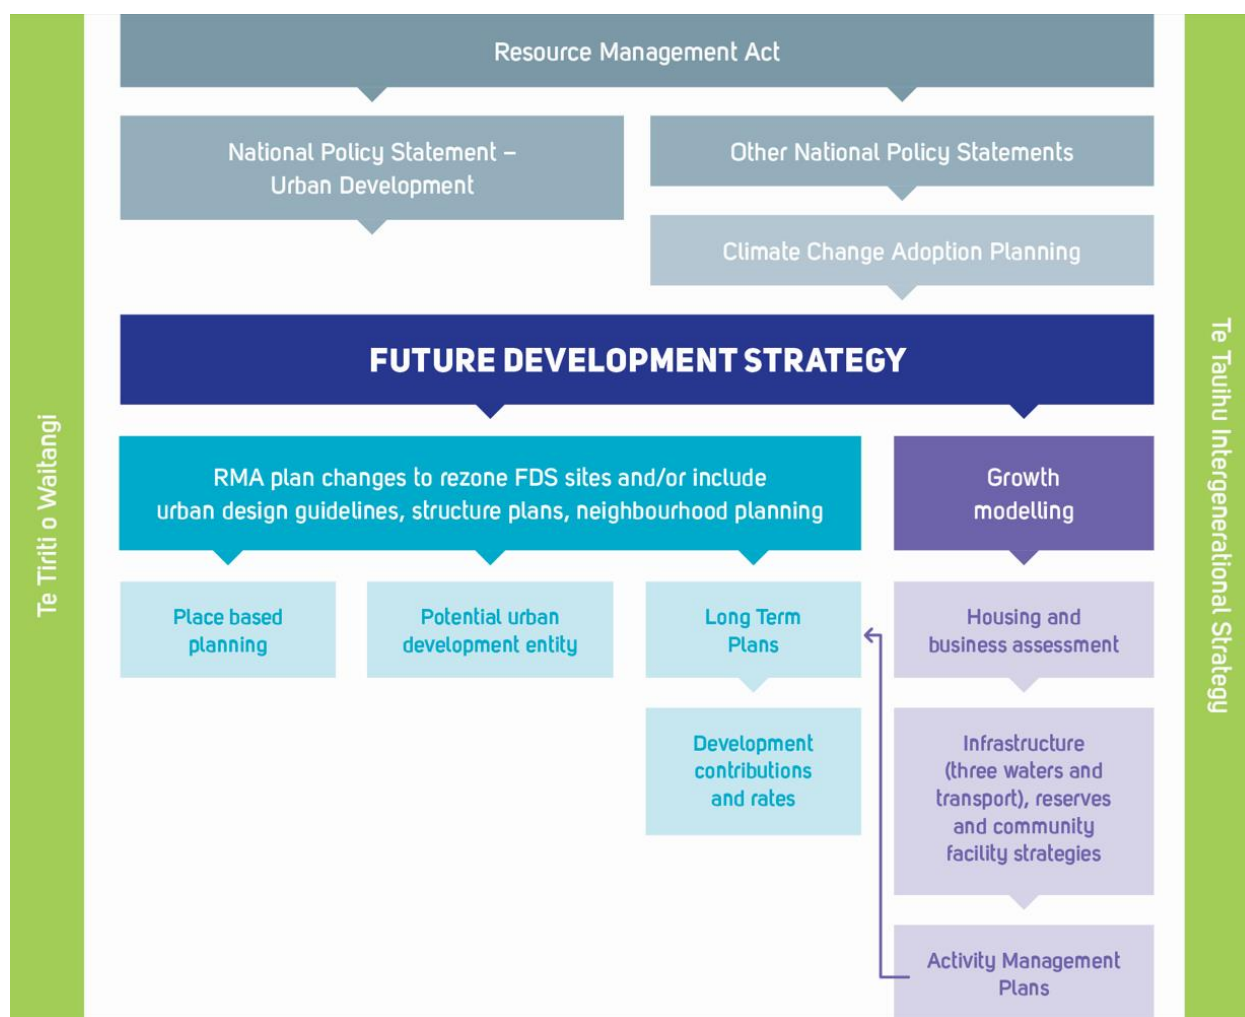 Resource Management Act
National Policy Statement –
Urban Development
Other National Policy Statements
Climate Change Adoption Planning
FUTURE DEVELOPMENT STRATEGY
RMA plan changes to rezone FDS sites and/or include
urban design guidelines, structure plans, neighbourhood planning
Growth
modelling
Place based
planning
Potential urban
development entity
Long Term
Plans
Housing and
business assessment
Development
contributions
and rates
Infrastructure
(three waters and
transport), reserves
and community
facility strategies
Activity Management
Plans
Te Tiriti o Waitangi
Te Tauihu Intergenerational Strategy